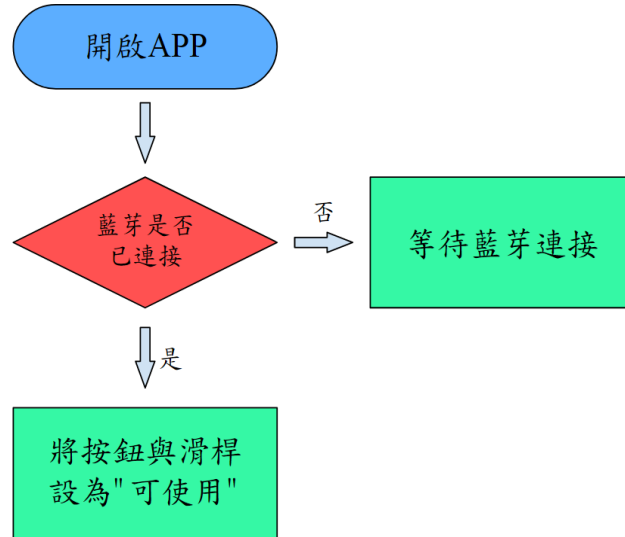 開啟APP
藍芽是否
已連接
否
等待藍芽連接
是
將按鈕與滑桿
設為"可使用"